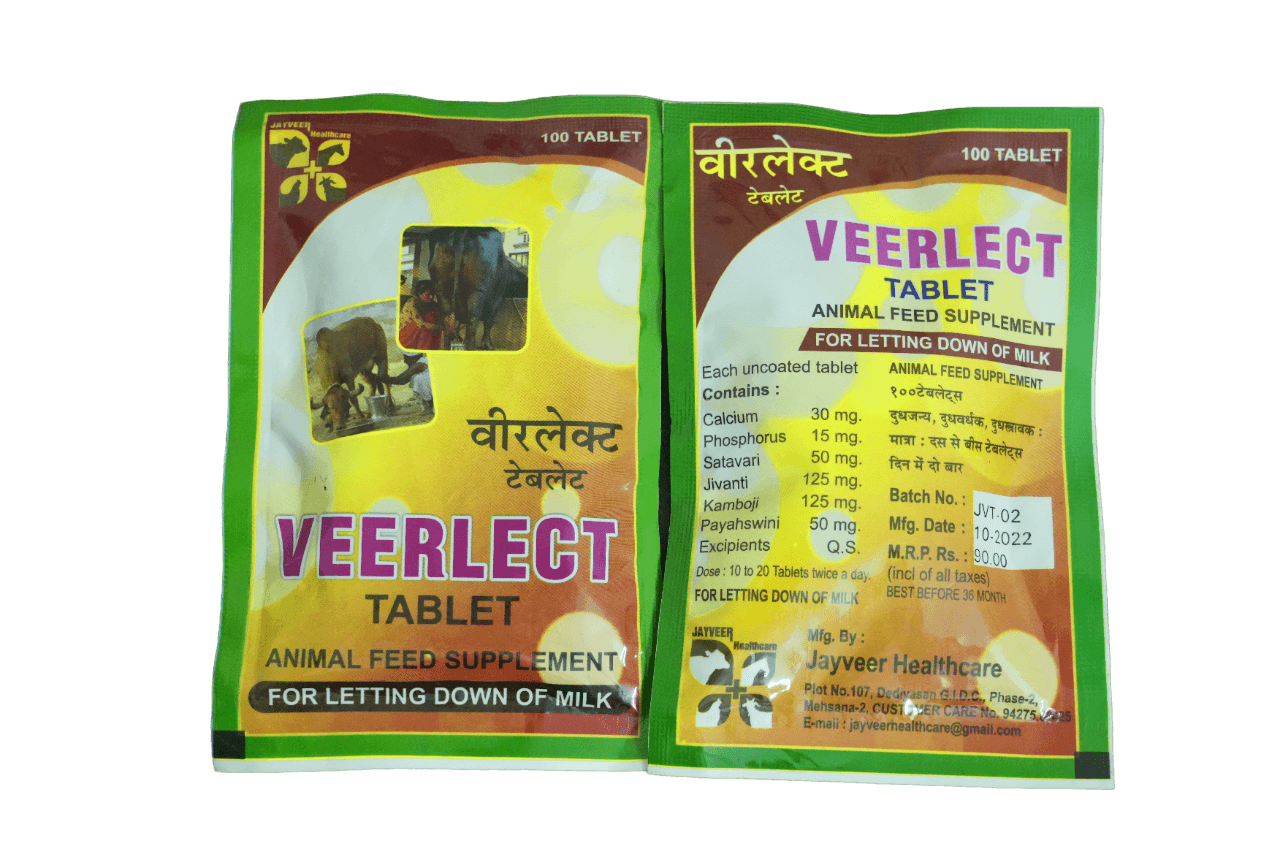 JAYVEER
Healthcare
100 TABLET
वीरलेक्ट
टेबलेट
VEERLECT
TABLET
ANIMAL FEED SUPPLEMENT
FOR LETTING DOWN OF MILK
वीरलेक्ट
टेबलेट
100 TABLET
VEERLECT
TABLET
ANIMAL FEED SUPPLEMENT
FOR LETTING DOWN OF MILK
Each uncoated tablet
Contains :
Calcium 30 mg.
Phosphorus 15 mg.
Satavari 50 mg.
Jivanti 125 mg.
Kamboji 125 mg.
Payahswini 50 mg.
Excipients Q.S.
Dose : 10 to 20 Tablets twice a day.
FOR LETTING DOWN OF MILK
ANIMAL FEED SUPPLEMENT
१००टेबलेट्स
दुधजन्य, दुधवर्धक, दुधस्त्रावक :
मात्रा : दस से बीस टेबलेट्स
दिन में दो बार
Batch No. : JVT-02
Mfg. Date : 10-2022
M.R.P. Rs. : 90.00
(incl of all taxes)
BEST BEFORE 36 MONTH
JAYVEER
Healthcare
Mfg. By :
Jayveer Healthcare
Plot No.107, Dediyasan G.I.D.C., Phase-2,
Mehsana-2, CUSTOMER CARE No. 94275
E-mail : jayveerhealthcare@gmail.com